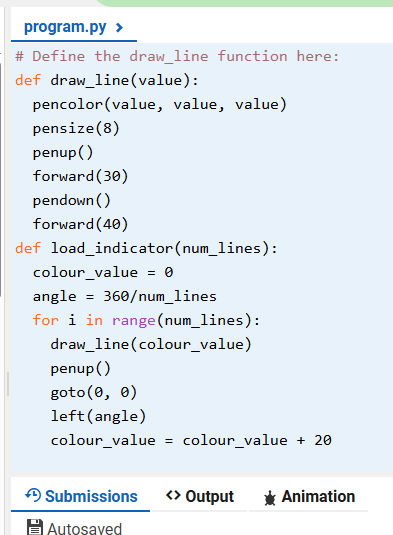 program.py >
# Define the draw_line function here:
def draw_line(value):
  pencolor(value, value, value)
  pensize(8)
  penup()
  forward(30)
  pendown()
  forward(40)
def load_indicator(num_lines):
  colour_value = 0
  angle = 360/num_lines
  for i in range(num_lines):
    draw_line(colour_value)
    penup()
    goto(0, 0)
    left(angle)
    colour_value = colour_value + 20
Submissions <> Output Animation
Autosaved